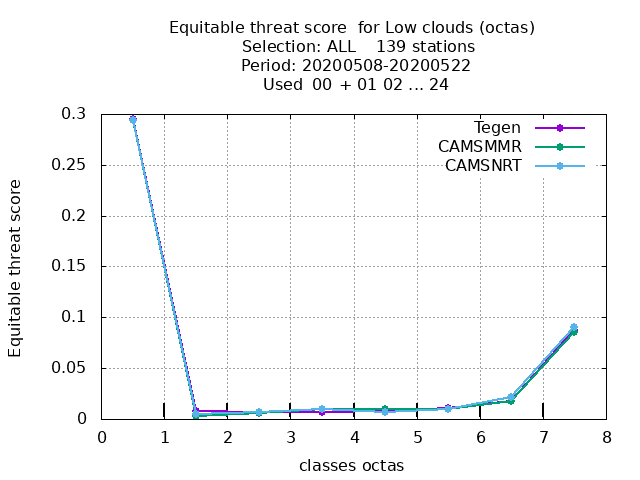 Equitable threat score  for Low clouds (octas)
Selection: ALL    139 stations
Period: 20200508-20200522
Used  00 + 01 02 ... 24
Tegen
CAMSMMR
CAMSNRT
Equitable threat score
0.3
0.25
0.2
0.15
0.1
0.05
0
0 1 2 3 4 5 6 7 8
classes octas